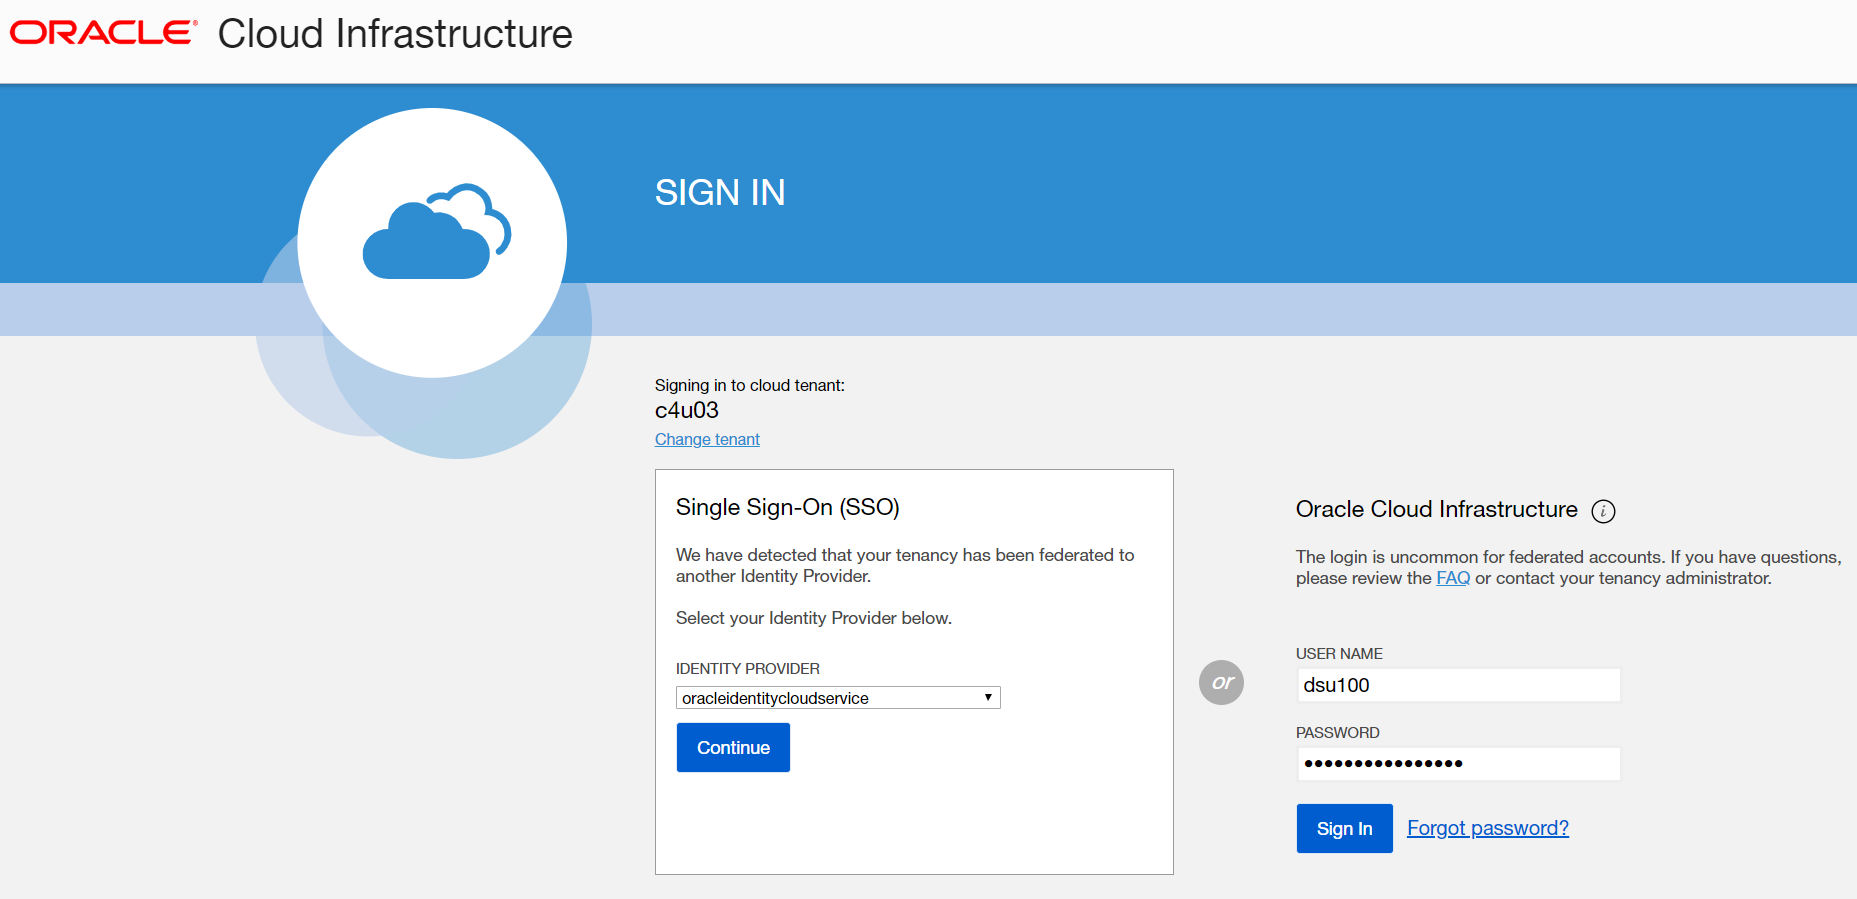 ORACLE® Cloud Infrastructure
SIGN IN
Signing in to cloud tenant:
c4u03
Change tenant
Single Sign-On (SSO)
We have detected that your tenancy has been federated to
another Identity Provider.
Select your Identity Provider below.
IDENTITY PROVIDER
oracleidentitycloudservice
Continue
or
Oracle Cloud Infrastructure i
The login is uncommon for federated accounts. If you have questions,
please review the FAQ or contact your tenancy administrator.
USER NAME
dsu100
PASSWORD
••••••••••••••••
Sign In Forgot password?